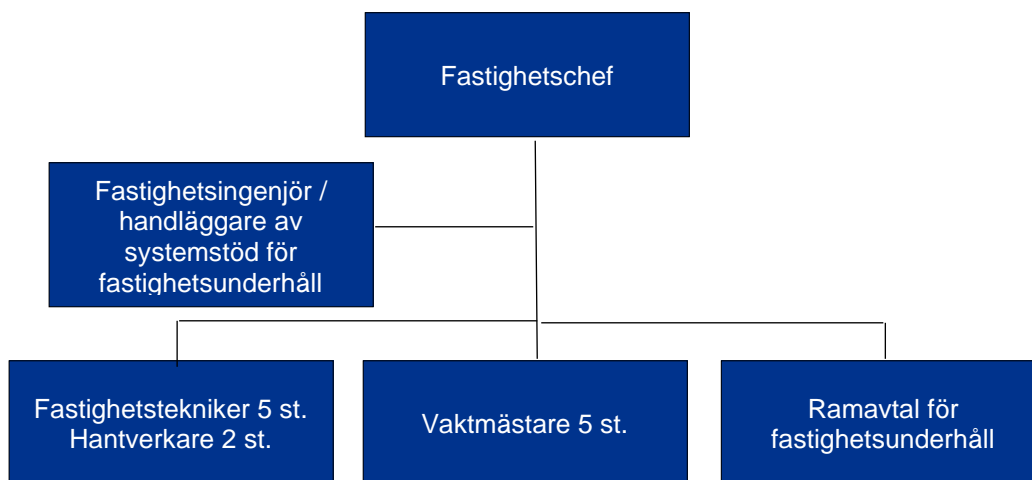 Fastighetschef
Fastighetsingenjör /
handläggare av
systemstöd för
fastighetsunderhåll
Fastighetstekniker 5 st.
Hantverkare 2 st.
Vaktmästare 5 st.
Ramavtal för
fastighetsunderhåll